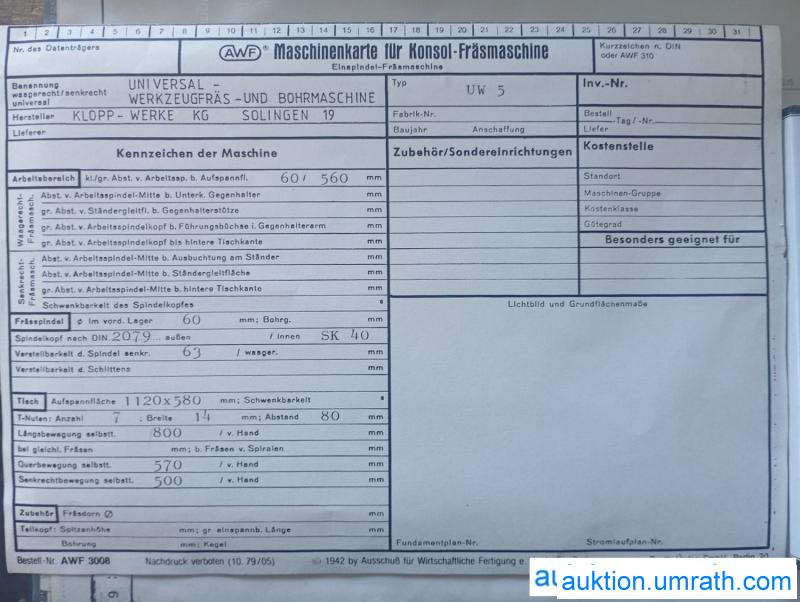 1 2 3 4 5 6 7 8 9 10 11 12 13 14 15 16 17 18 19 20 21 22 23 24 25 26 27 28 29 30 31
Nr. des Datenträgers
AWF® Maschinenkarte für Konsol-Fräsmaschine
Einspindel-Fräsmaschine
Kurzzeichen n. DIN
oder AWF 310
Benennung
waagerecht/senkrecht
universal
UNIVERSAL -
WERKZEUGFRÄS - UND BOHRMASCHINE
Typ UW 5
Inv.-Nr.
Hersteller KLOPP - WERKE KG SOLINGEN 19
Fabrik-Nr.
Bestell
Tag / -Nr.
Lieferer
Baujahr Anschaffung
Liefer
Kennzeichen der Maschine
Zubehör/Sondereinrichtungen
Kostenstelle
Arbeitsbereich kl./gr. Abst. v. Arbeitssp. b. Aufspannfl. 60/ 560 mm
Standort
Waagerecht-
Fräsmasch.
Abst. v. Arbeitsspindel-Mitte b. Unterk. Gegenhalter mm
Maschinen-Gruppe
gr. Abst. v. Ständergleitfl. b. Gegenhalterstütze mm
Kostenklasse
gr. Abst. v. Arbeitsspindelkopf b. Führungsbüchse i. Gegenhalterarm mm
Gütegrad
gr. Abst. v. Arbeitsspindelkopf bis hintere Tischkante mm
Besonders geeignet für
Senkrecht-
Fräsmasch.
Abst. v. Arbeitsspindel-Mitte b. Ausbuchtung am Ständer mm
Abst. v. Arbeitsspindel-Mitte b. Ständergleitfläche mm
gr. Abst. v. Arbeitsspindel-Mitte b. hintere Tischkante mm
Schwenkbarkeit des Spindelkopfes °
Lichtbild und Grundflächenmaße
Frässpindel ø im vord. Lager 60 mm; Bohrg. mm
Spindelkopf nach DIN 2079 außen / innen SK 40
Verstellbarkeit d. Spindel senkr. 63 / waager. mm
Verstellbarkeit d. Schlittens mm
Tisch Aufspannfläche 1120x580 mm; Schwenkbarkeit °
T-Nuten: Anzahl 7 ; Breite 14 mm; Abstand 80 mm
Längsbewegung selbstt. 800 / v. Hand mm
bei gleichl. Fräsen mm; b. Fräsen v. Spiralen mm
Querbewegung selbstt. 570 / v. Hand mm
Senkrechtbewegung selbstt. 500 / v. Hand mm
Zubehör Fräsdorn Ø mm
Teilkopf: Spitzenhöhe mm; gr einspannb. Länge mm
Bohrung mm; Kegel mm
Fundamentplan-Nr. Stromlaufplan-Nr.
Bestell-Nr. AWF 3008 Nachdruck verboten (10. 79/05) © 1942 by Ausschuß für Wirtschaftliche Fertigung e.
Berlin 30
auktion.umrath.com